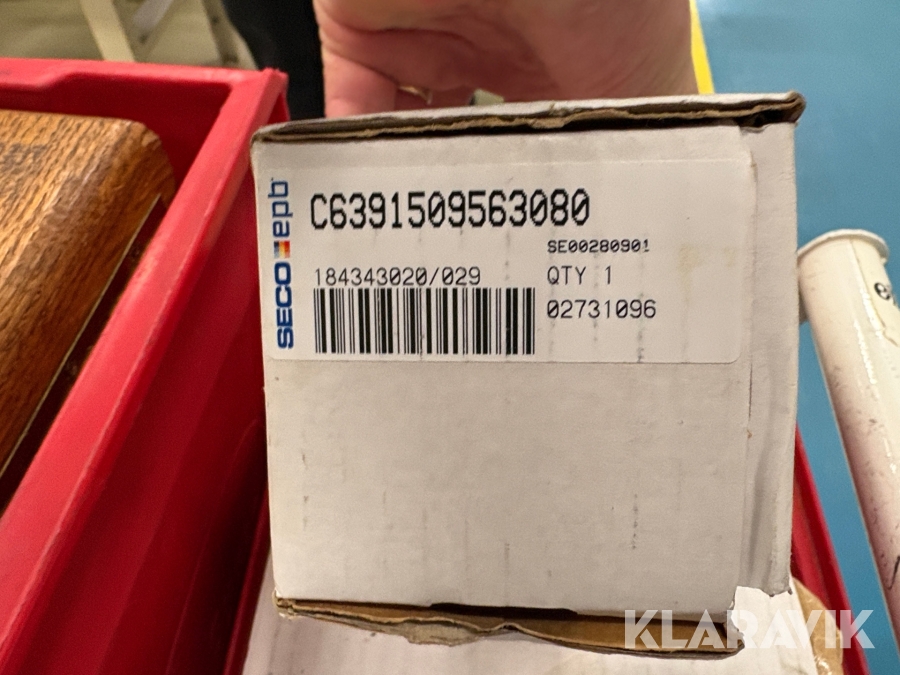 SECO epb
C6391509563080
SE00280901
184343020/029
QTY 1
02731096
KLARAVIK